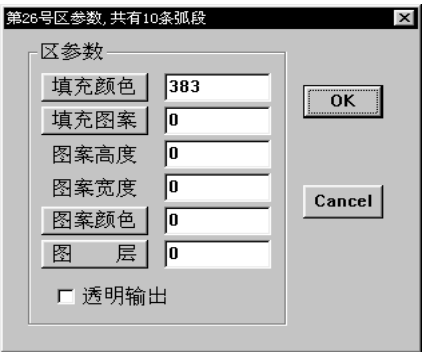 第26号区参数,共有10条弧段
区参数
填充颜色 383
填充图案 0
图案高度 0
图案宽度 0
图案颜色 0
图 层 0
透明输出
OK
Cancel